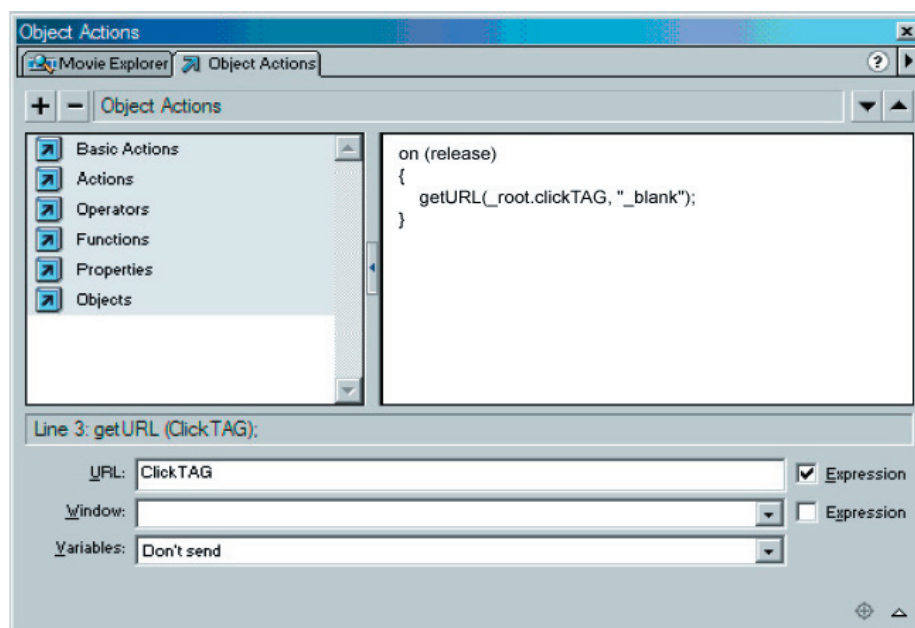 Object Actions
Movie Explorer Object Actions ?
+ − Object Actions
Basic Actions
Actions
Operators
Functions
Properties
Objects
on (release)
{
getURL(_root.clickTAG, "_blank");
}
Line 3: getURL (ClickTAG);
URL: ClickTAG Expression
Window: Expression
Variables: Don't send